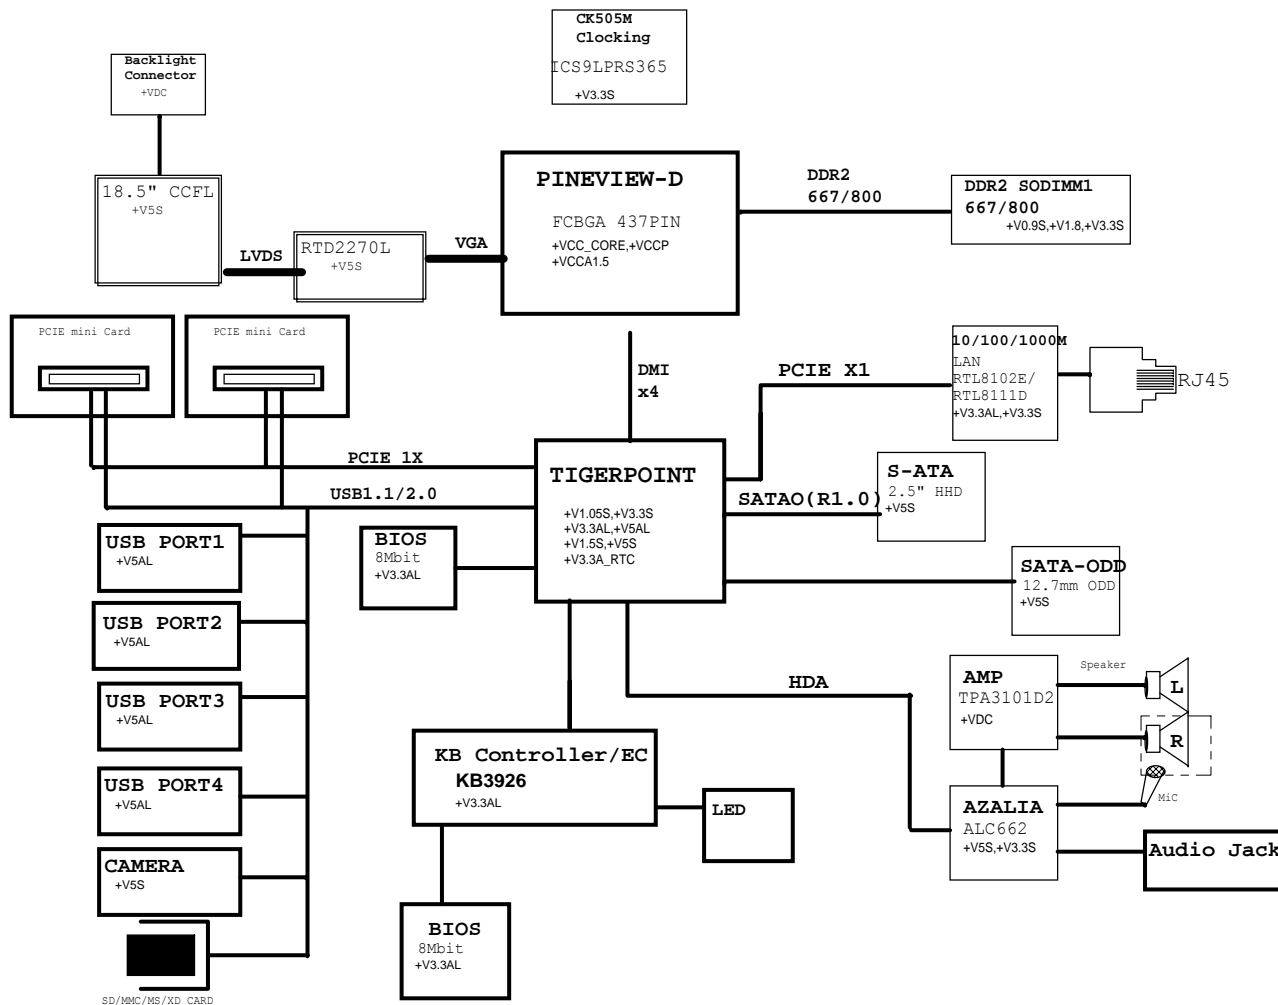 CK505M
Clocking
ICS9LPRS365
+V3.3S
Backlight
Connector
+VDC
18.5" CCFL
+V5S
LVDS
RTD2270L
+V5S
VGA
PINEVIEW-D
FCBGA 437PIN
+VCC_CORE,+VCCP
+VCCA1.5
DDR2
667/800
DDR2 SODIMM1
667/800
+V0.9S,+V1.8,+V3.3S
PCIE mini Card
PCIE mini Card
DMI
x4
PCIE X1
10/100/1000M
LAN
RTL8102E/
RTL8111D
+V3.3AL,+V3.3S
RJ45
PCIE 1X
USB1.1/2.0
TIGERPOINT
+V1.05S,+V3.3S
+V3.3AL,+V5AL
+V1.5S,+V5S
+V3.3A_RTC
SATAO(R1.0)
S-ATA
2.5" HHD
+V5S
BIOS
8Mbit
+V3.3AL
SATA-ODD
12.7mm ODD
+V5S
USB PORT1
+V5AL
USB PORT2
+V5AL
USB PORT3
+V5AL
USB PORT4
+V5AL
CAMERA
+V5S
SD/MMC/MS/XD CARD
HDA
KB Controller/EC
KB3926
+V3.3AL
LED
BIOS
8Mbit
+V3.3AL
AMP
TPA3101D2
+VDC
Speaker
L
R
MiC
AZALIA
ALC662
+V5S,+V3.3S
Audio Jack